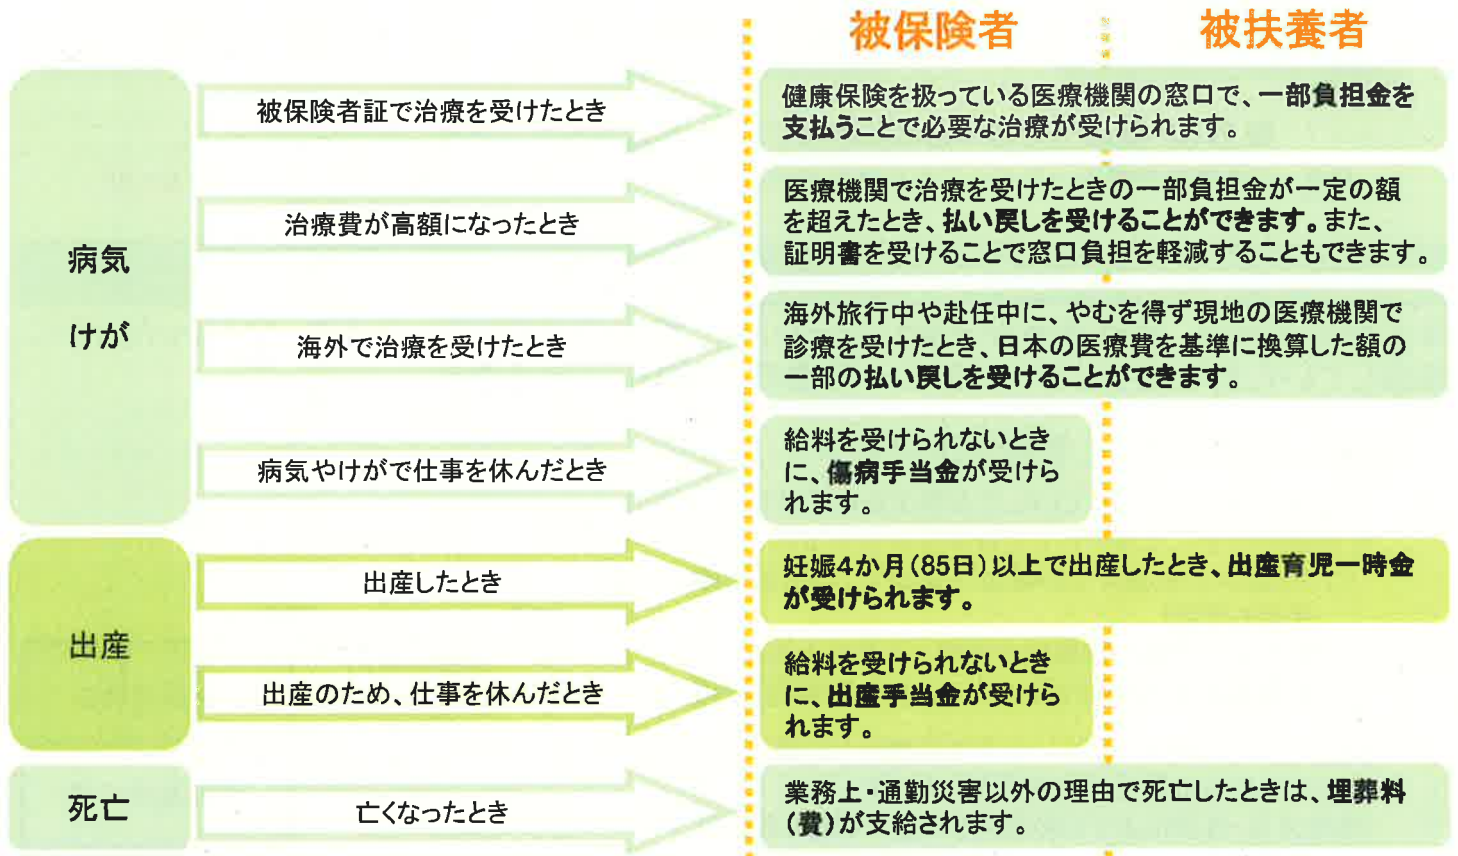 被保険者
被扶養者
病気
けが
被保険者証で治療を受けたとき
健康保険を扱っている医療機関の窓口で、一部負担金を
支払うことで必要な治療が受けられます。
治療費が高額になったとき
医療機関で治療を受けたときの一部負担金が一定の額
を超えたとき、払い戻しを受けることができます。また、
証明書を受けることで窓口負担を軽減することもできます。
海外で治療を受けたとき
海外旅行中や赴任中に、やむを得ず現地の医療機関で
診療を受けたとき、日本の医療費を基準に換算した額の
一部の払い戻しを受けることができます。
病気やけがで仕事を休んだとき
給料を受けられないとき
に、傷病手当金が受けら
れます。
出産
出産したとき
妊娠4か月(85日)以上で出産したとき、出産育児一時金
が受けられます。
出産のため、仕事を休んだとき
給料を受けられないとき
に、出産手当金が受けら
れます。
死亡
亡くなったとき
業務上・通勤災害以外の理由で死亡したときは、埋葬料
(費)が支給されます。